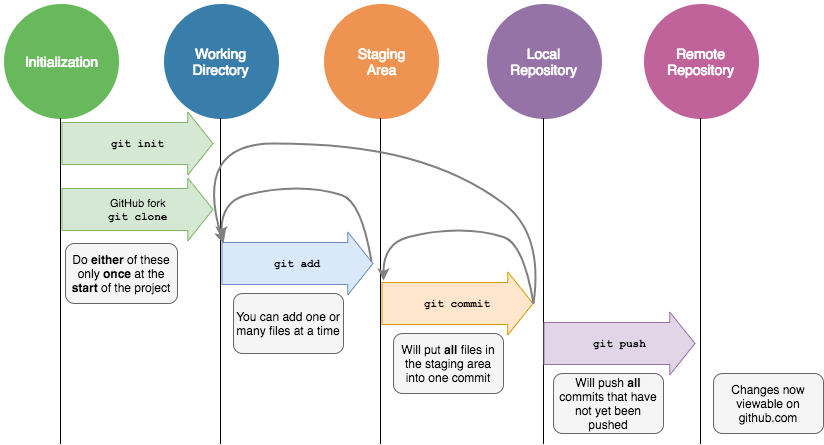 Initialization
Working
Directory
Staging
Area
Local
Repository
Remote
Repository
git init
GitHub fork
git clone
Do either of these
only once at the
start of the project
git add
You can add one or
many files at a time
git commit
Will put all files in
the staging area
into one commit
git push
Will push all
commits that have
not yet been
pushed
Changes now
viewable on
github.com